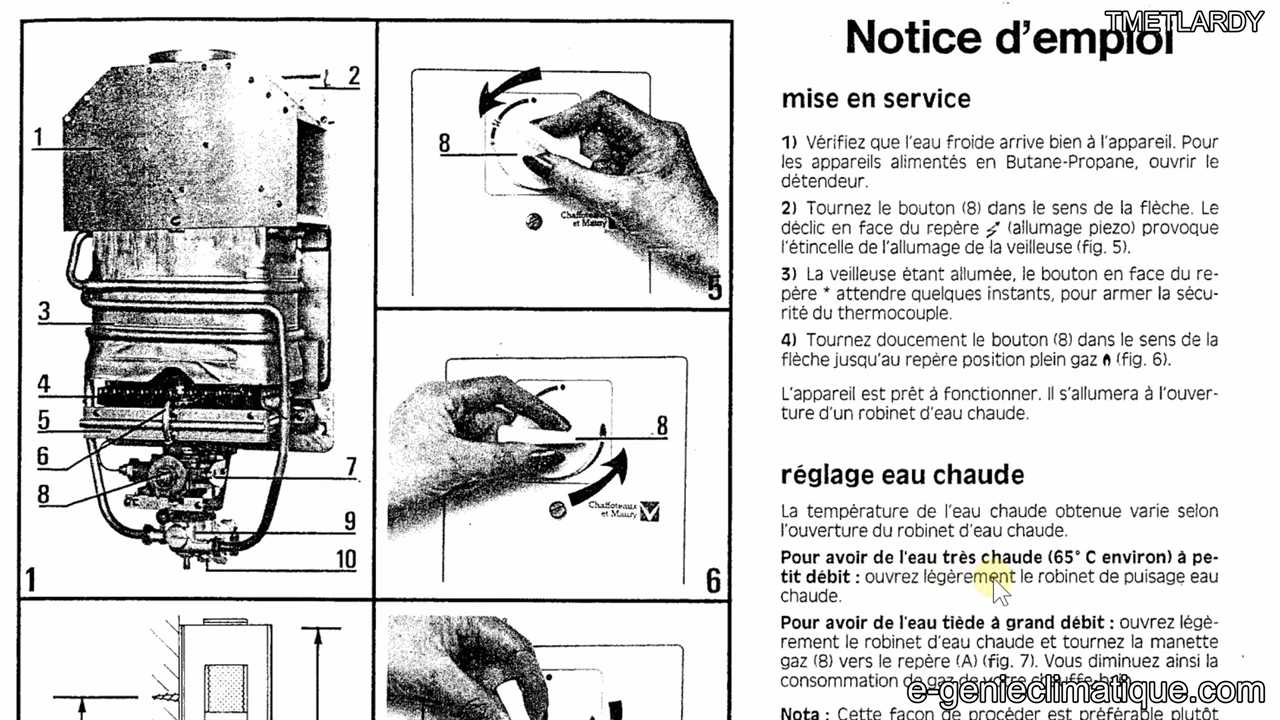 TMETLARDY
Notice d'emploi
mise en service
1) Vérifiez que l'eau froide arrive bien à l'appareil. Pour
les appareils alimentés en Butane-Propane, ouvrir le
détendeur.
2) Tournez le bouton (8) dans le sens de la flèche. Le
déclic en face du repère (allumage piezo) provoque
l'étincelle de l'allumage de la veilleuse (fig. 5).
3) La veilleuse étant allumée, le bouton en face du re-
père * attendre quelques instants, pour armer la sécu-
rité du thermocouple.
4) Tournez doucement le bouton (8) dans le sens de la
flèche jusqu'au repère position plein gaz (fig. 6).
L'appareil est prêt à fonctionner. Il s'allumera à l'ouver-
ture d'un robinet d'eau chaude.
réglage eau chaude
La température de l'eau chaude obtenue varie selon
l'ouverture du robinet d'eau chaude.
Pour avoir de l'eau très chaude (65° C environ) à pe-
tit débit : ouvrez légèrement le robinet de puisage eau
chaude.
Pour avoir de l'eau tiède à grand débit : ouvrez légè-
rement le robinet d'eau chaude et tournez la manette
gaz (8) vers le repère (A) (fig. 7). Vous diminuez ainsi la
consommation de gaz de votre chauffe-bain.
Nota : Cette façon de procéder est préférable plutôt
e-genieclimatique.com
1
2
3
4
5
6
8
7
9
10
1
8
Chaffoteaux
et Maury
5
8
Chaffoteaux
et Maury
6